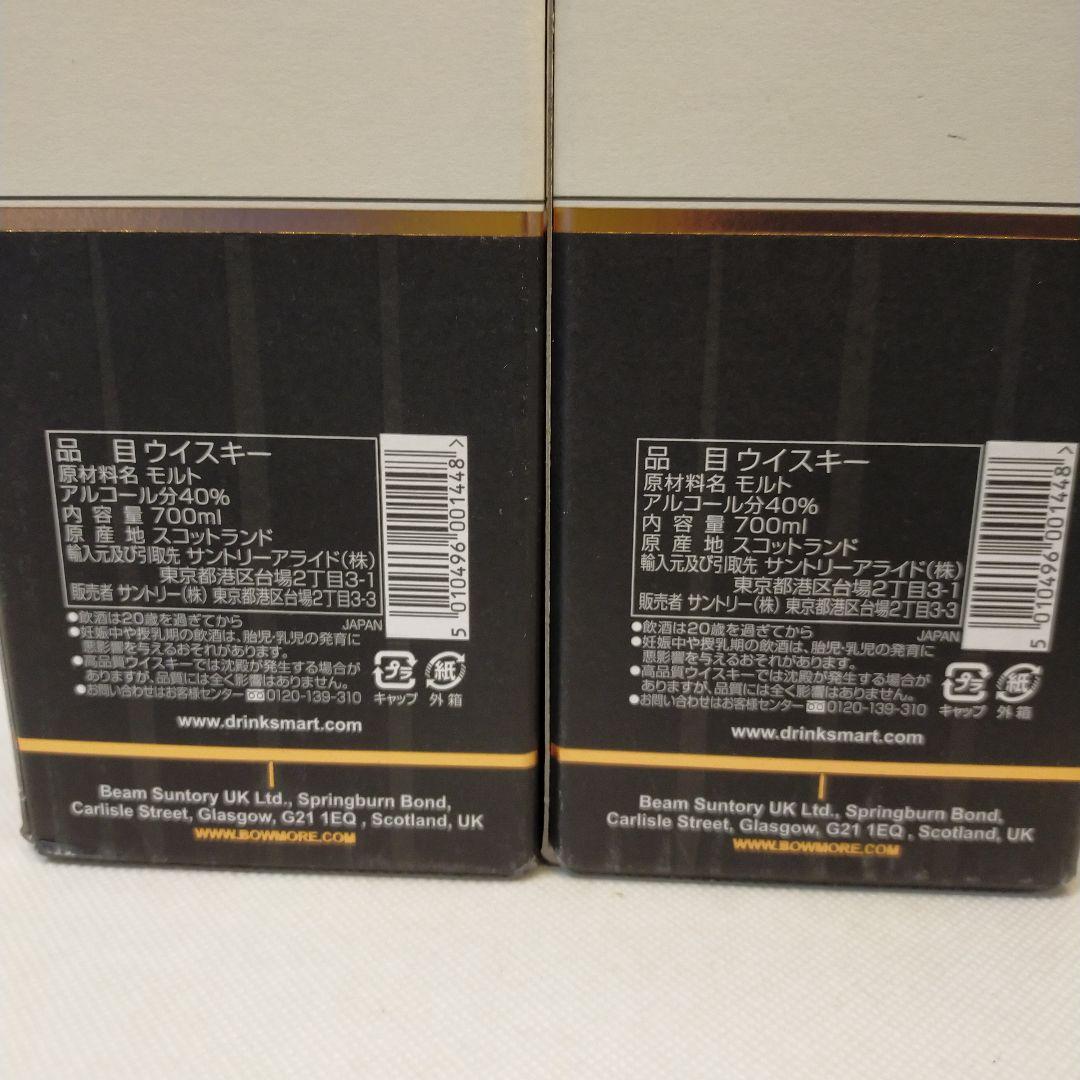 品 目 ウイスキー
原材料名 モルト
アルコール分40%
内 容 量 700ml
原 産 地 スコットランド
輸入元及び引取先 サントリーアライド(株)
東京都港区台場2丁目3-1
販売者 サントリー(株) 東京都港区台場2丁目3-3
JAPAN
5 010496 001448 >
●飲酒は20歳を過ぎてから
●妊娠中や授乳期の飲酒は、胎児・乳児の発育に
悪影響を与えるおそれがあります。
●高品質ウイスキーでは沈殿が発生する場合が
ありますが、品質には全く影響はありません。
●お問い合わせはお客様センター 0120-139-310
プラ
キャップ
紙
外箱
www.drinksmart.com
Beam Suntory UK Ltd., Springburn Bond,
Carlisle Street, Glasgow, G21 1EQ , Scotland, UK
WWW.BOWMORE.COM
品 目 ウイスキー
原材料名 モルト
アルコール分40%
内 容 量 700ml
原 産 地 スコットランド
輸入元及び引取先 サントリーアライド(株)
東京都港区台場2丁目3-1
販売者 サントリー(株) 東京都港区台場2丁目3-3
JAPAN
5 010496 001448 >
●飲酒は20歳を過ぎてから
●妊娠中や授乳期の飲酒は、胎児・乳児の発育に
悪影響を与えるおそれがあります。
●高品質ウイスキーでは沈殿が発生する場合が
ありますが、品質には全く影響はありません。
●お問い合わせはお客様センター 0120-139-310
プラ
キャップ
紙
外箱
www.drinksmart.com
Beam Suntory UK Ltd., Springburn Bond,
Carlisle Street, Glasgow, G21 1EQ , Scotland, UK
WWW.BOWMORE.COM